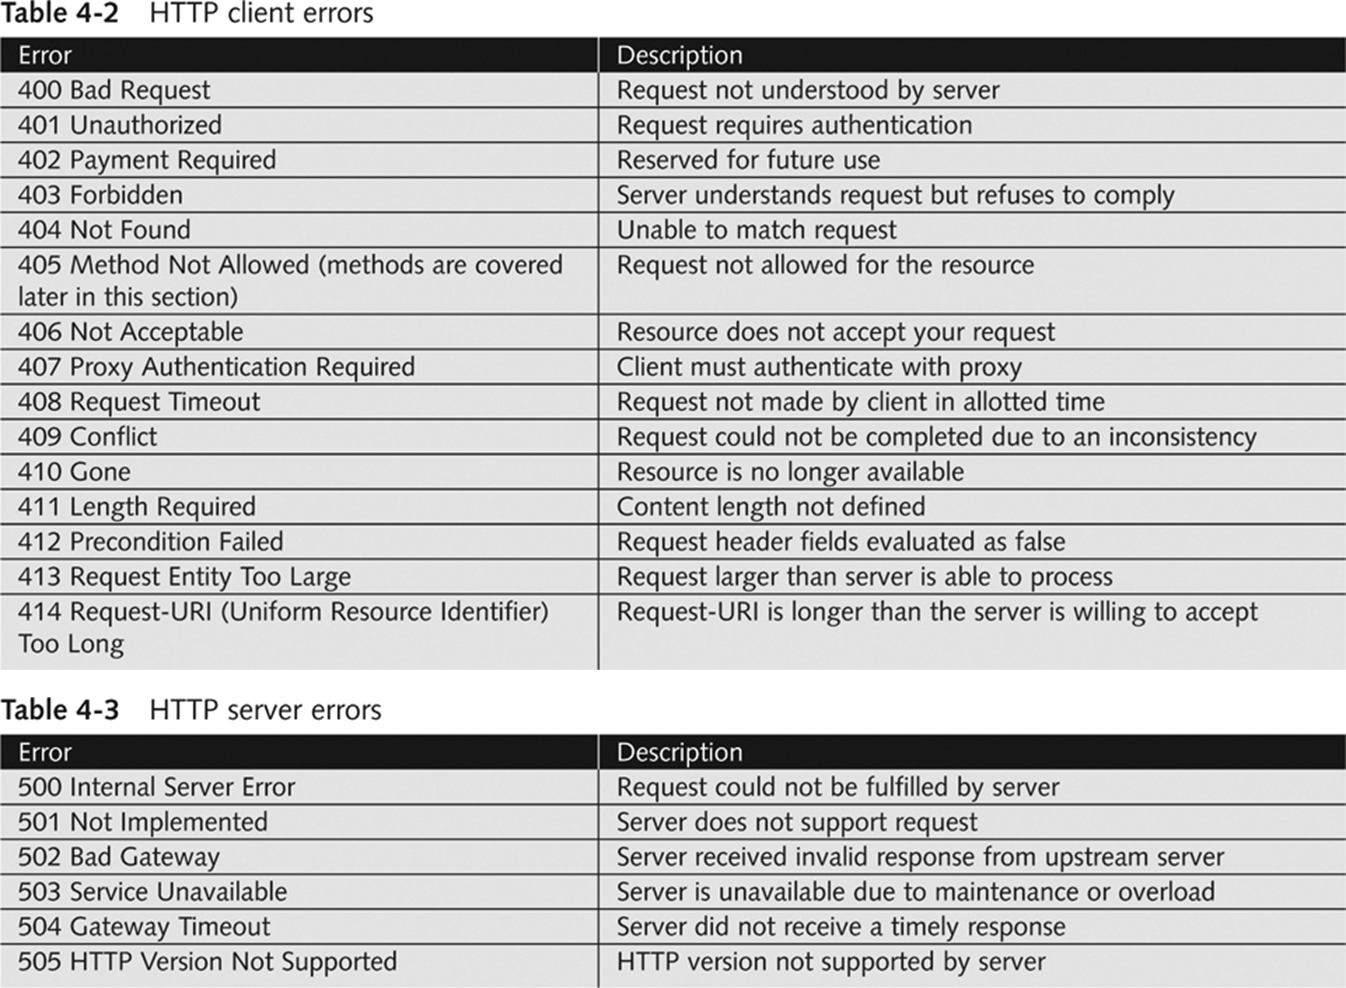 Table 4-2 HTTP client errors
Error Description
400 Bad Request Request not understood by server
401 Unauthorized Request requires authentication
402 Payment Required Reserved for future use
403 Forbidden Server understands request but refuses to comply
404 Not Found Unable to match request
405 Method Not Allowed (methods are covered Request not allowed for the resource
later in this section)
406 Not Acceptable Resource does not accept your request
407 Proxy Authentication Required Client must authenticate with proxy
408 Request Timeout Request not made by client in allotted time
409 Conflict Request could not be completed due to an inconsistency
410 Gone Resource is no longer available
411 Length Required Content length not defined
412 Precondition Failed Request header fields evaluated as false
413 Request Entity Too Large Request larger than server is able to process
414 Request-URI (Uniform Resource Identifier) Request-URI is longer than the server is willing to accept
Too Long
Table 4-3 HTTP server errors
Error Description
500 Internal Server Error Request could not be fulfilled by server
501 Not Implemented Server does not support request
502 Bad Gateway Server received invalid response from upstream server
503 Service Unavailable Server is unavailable due to maintenance or overload
504 Gateway Timeout Server did not receive a timely response
505 HTTP Version Not Supported HTTP version not supported by server